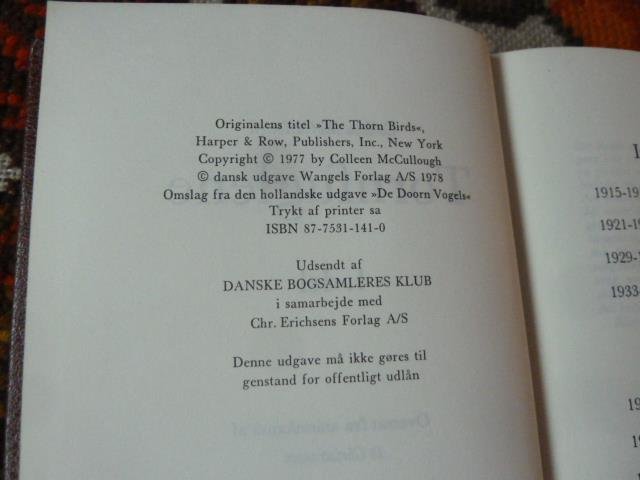 Originalens titel »The Thorn Birds«,
Harper & Row, Publishers, Inc., New York
Copyright © 1977 by Colleen McCullough
© dansk udgave Wangels Forlag A/S 1978
Omslag fra den hollandske udgave »De Doorn Vogels«
Trykt af printer sa
ISBN 87-7531-141-0
Udsendt af
DANSKE BOGSAMLERES KLUB
i samarbejde med
Chr. Erichsens Forlag A/S
Denne udgave må ikke gøres til
genstand for offentligt udlån
1915-1
1921-1
1929-1
1933-